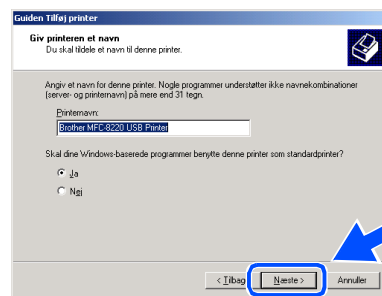 Guiden Tilføj printer
Giv printeren et navn
Du skal tildele et navn til denne printer.
Angiv et navn for denne printer. Nogle programmer understøtter ikke navnekombinationer
(server- og printernavn) på mere end 31 tegn.
Printernavn:
Brother MFC-8220 USB Printer
Skal dine Windows-baserede programmer benytte denne printer som standardprinter?
Ja
Nej
< Tilbage
Næste >
Annuller